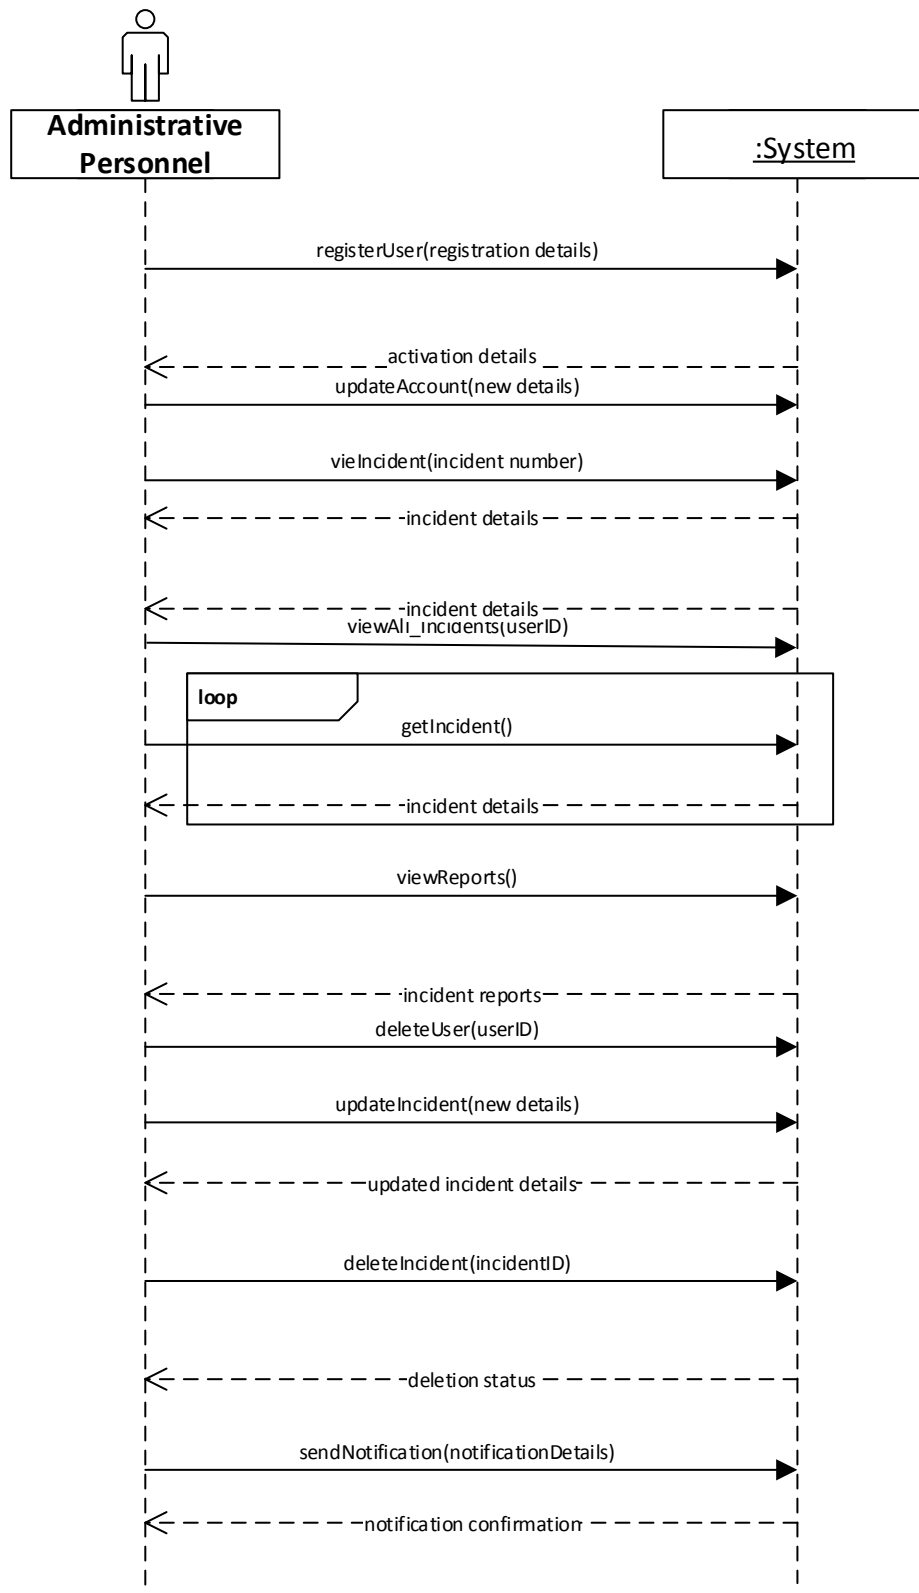 Administrative
Personnel
:System
registerUser(registration details)
activation details
updateAccount(new details)
vieIncident(incident number)
incident details
incident details
viewAll_Incidents(userID)
loop
getIncident()
incident details
viewReports()
incident reports
deleteUser(userID)
updateIncident(new details)
updated incident details
deleteIncident(incidentID)
deletion status
sendNotification(notificationDetails)
notification confirmation